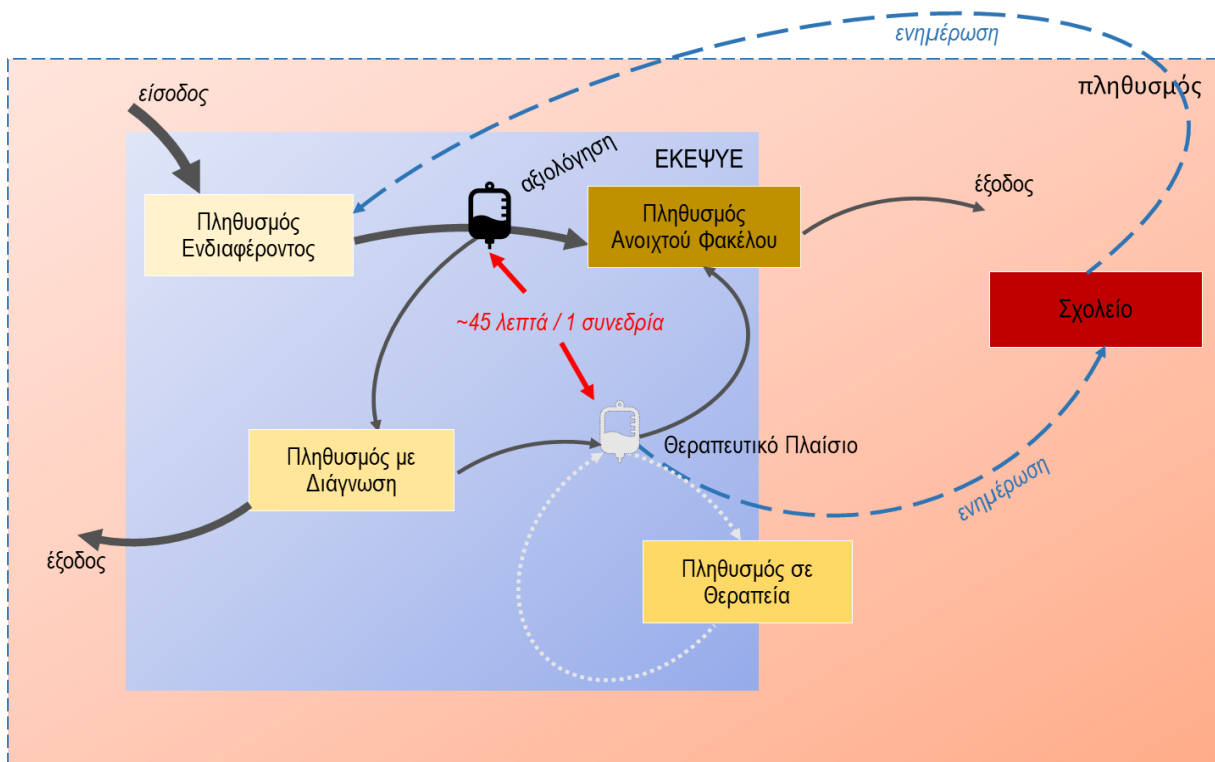 ενημέρωση
πληθυσμός
είσοδος
αξιολόγηση
ΕΚΕΨΥΕ
έξοδος
Πληθυσμός
Ενδιαφέροντος
Πληθυσμός
Ανοιχτού Φακέλου
Σχολείο
~45 λεπτά / 1 συνεδρία
Θεραπευτικό Πλαίσιο
Πληθυσμός με
Διάγνωση
ενημέρωση
έξοδος
Πληθυσμός σε
Θεραπεία